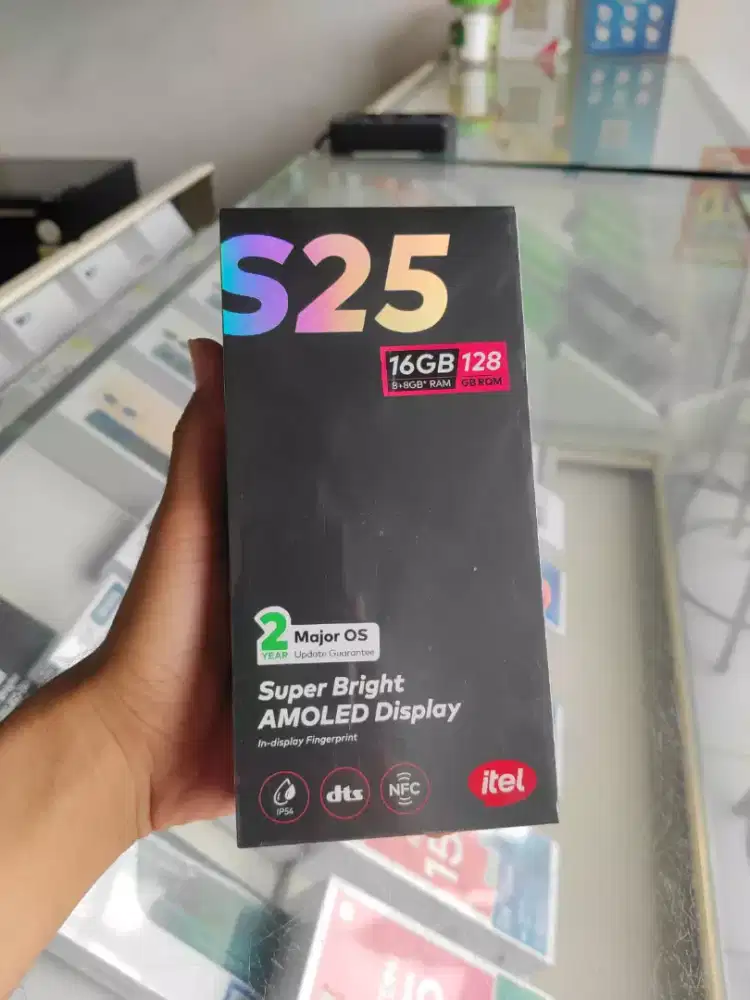 S25
16GB 128
8+8GB* RAM GB ROM
2 Major OS
YEAR Update Guarantee
Super Bright
AMOLED Display
In-display Fingerprint
IP54 dts NFC itel
15